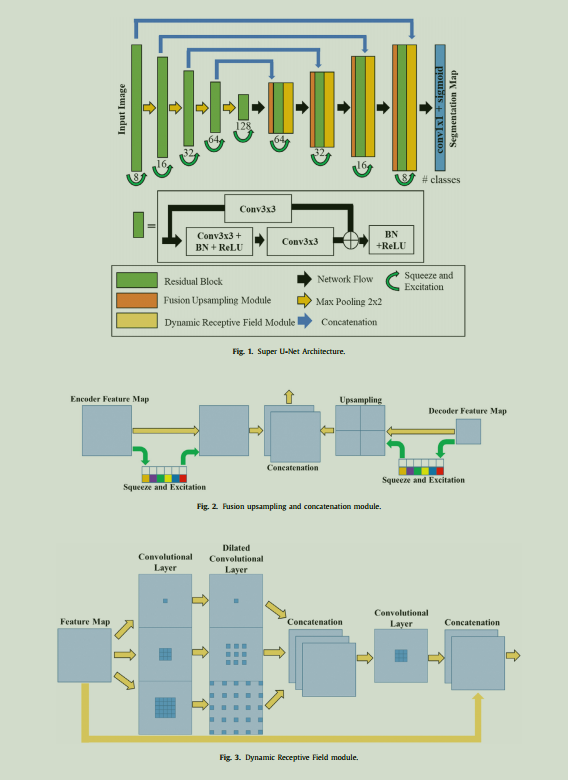 Input Image
8
16
32
64
128
64
32
16
8
conv1x1 + sigmoid
Segmentation Map
# classes
=
Conv3x3
Conv3x3 +
BN + ReLU
Conv3x3
BN
+ReLU
Residual Block
Network Flow
Squeeze and
Excitation
Fusion Upsampling Module
Max Pooling 2x2
Dynamic Receptive Field Module
Concatenation
Fig. 1. Super U-Net Architecture.
Encoder Feature Map
Upsampling
Decoder Feature Map
Concatenation
Squeeze and Excitation
Squeeze and Excitation
Fig. 2. Fusion upsampling and concatenation module.
Convolutional
Layer
Dilated
Convolutional
Layer
Feature Map
Concatenation
Convolutional
Layer
Concatenation
Fig. 3. Dynamic Receptive Field module.